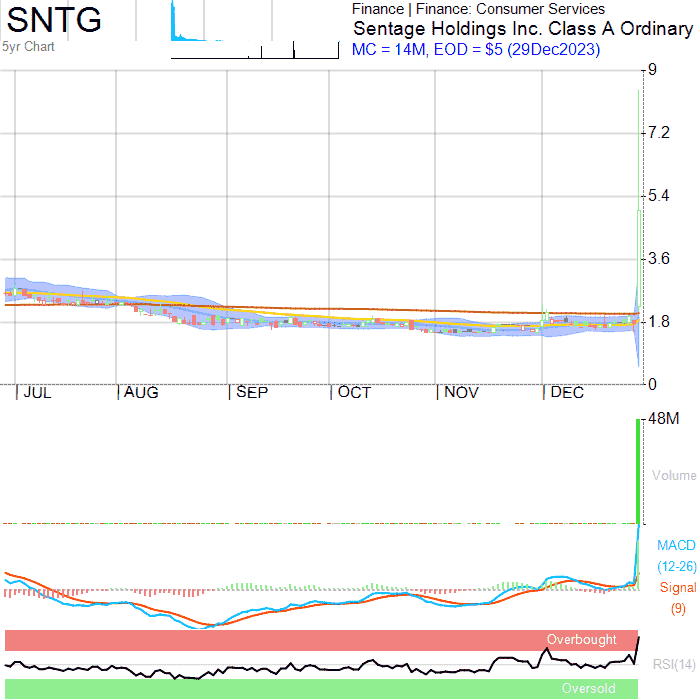 SNTG
Finance | Finance: Consumer Services
Sentage Holdings Inc. Class A Ordinary
5yr Chart
MC = 14M, EOD = $5 (29Dec2023)
9
7.2
5.4
3.6
1.8
0
JUL AUG SEP OCT NOV DEC
48M
Volume
MACD
(12-26)
Signal
(9)
Overbought
RSI(14)
Oversold